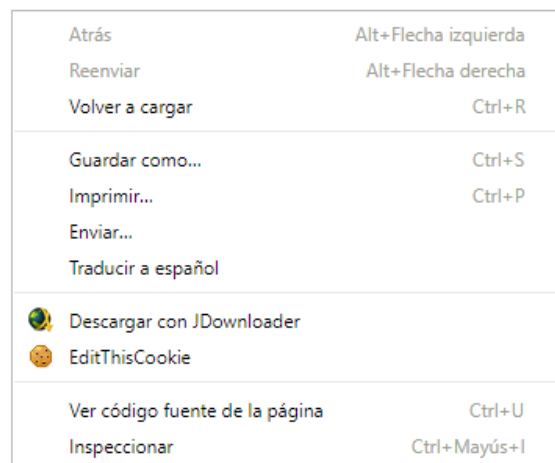 Atrás Alt+Flecha izquierda
Reenviar Alt+Flecha derecha
Volver a cargar Ctrl+R
Guardar como... Ctrl+S
Imprimir... Ctrl+P
Enviar...
Traducir a español
Descargar con JDownloader
EditThisCookie
Ver código fuente de la página Ctrl+U
Inspeccionar Ctrl+Mayús+I